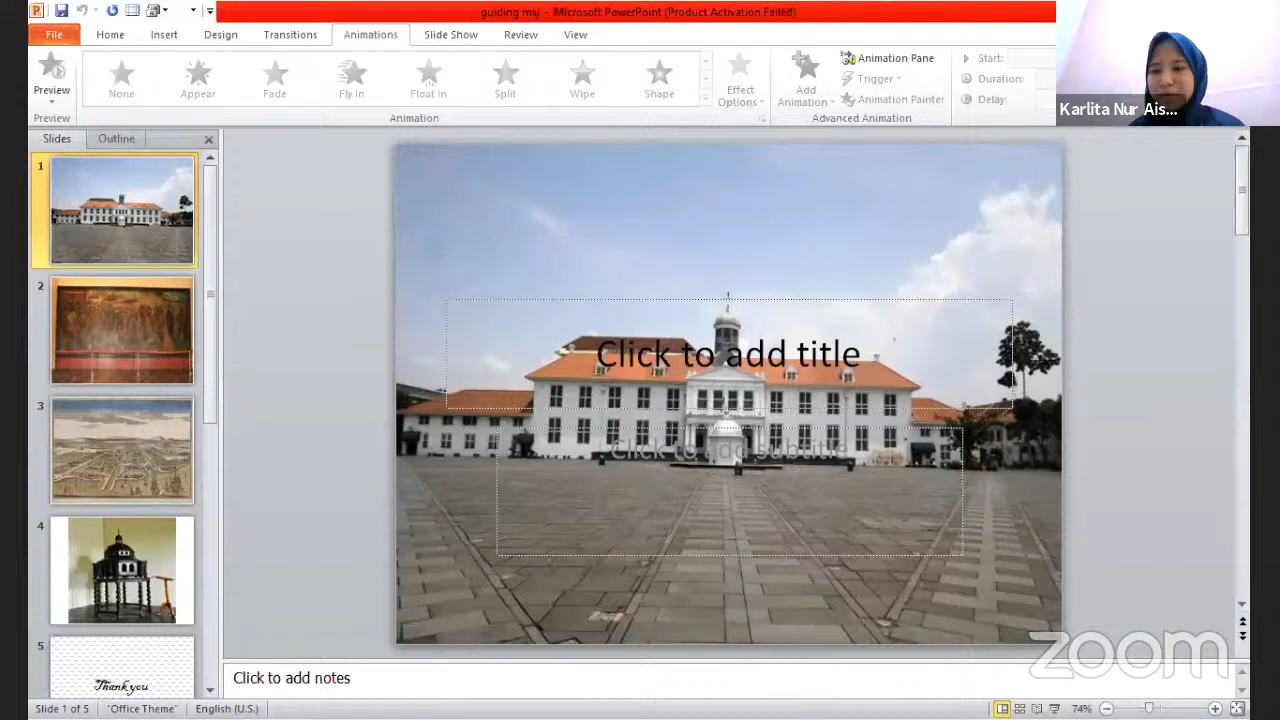 guiding msj - Microsoft PowerPoint (Product Activation Failed)
File Home Insert Design Transitions Animations Slide Show Review View
Preview
None Appear Fade Fly In Float In Split Wipe Shape
Effect Options
Add Animation
Animation Pane
Trigger
Animation Painter
Start:
Duration:
Delay:
Preview Animation Advanced Animation
Karlita Nur Ais...
Slides Outline
1
2
3
4
5
Thank you
Click to add title
Click to add subtitle
zoom
Click to add notes
Slide 1 of 5 "Office Theme" English (U.S.) 74%